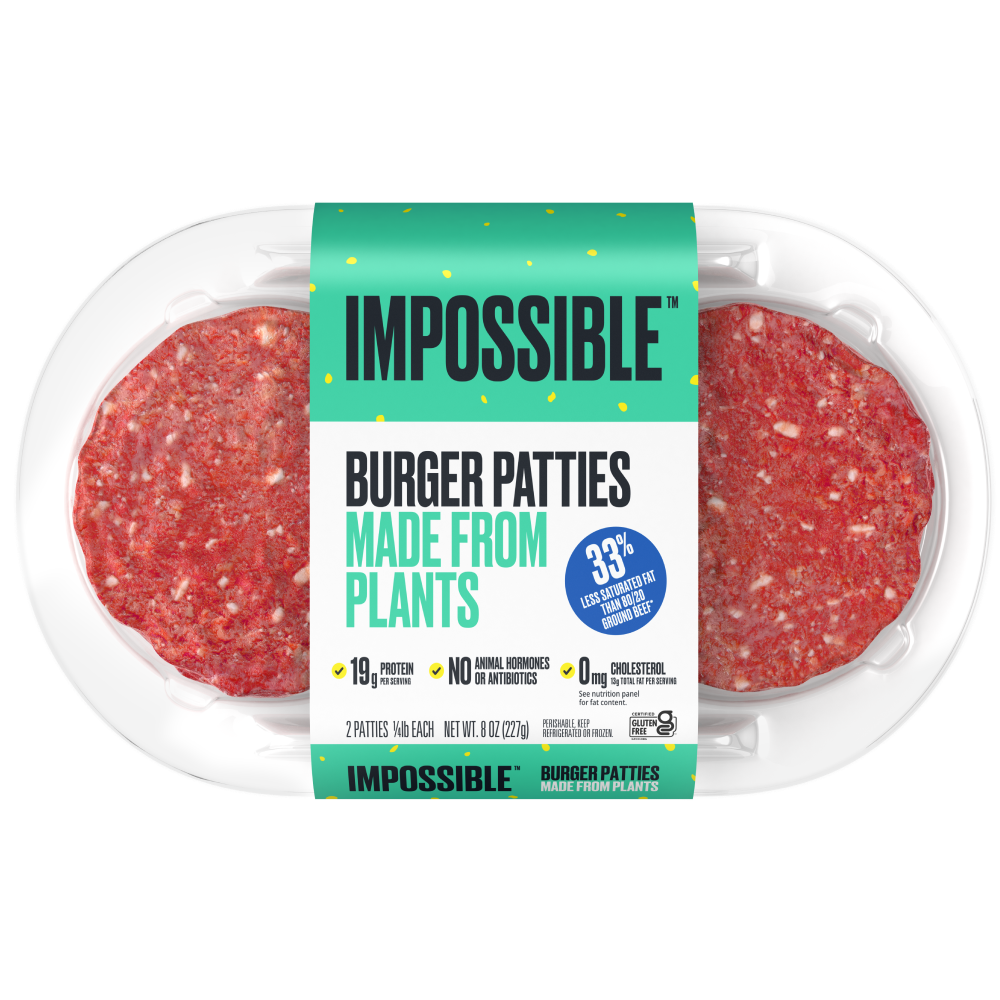 IMPOSSIBLE™
BURGER PATTIES
MADE FROM
PLANTS
33%
LESS SATURATED FAT
THAN 80/20
GROUND BEEF*
19g PROTEIN
PER SERVING
NO ANIMAL HORMONES
OR ANTIBIOTICS
0mg CHOLESTEROL
13g TOTAL FAT PER SERVING
See nutrition panel
for fat content.
2 PATTIES ¼lb EACH NET WT. 8 OZ (227g)
PERISHABLE, KEEP
REFRIGERATED OR FROZEN.
CERTIFIED
GLUTEN
FREE
IMPOSSIBLE™
BURGER PATTIES
MADE FROM PLANTS